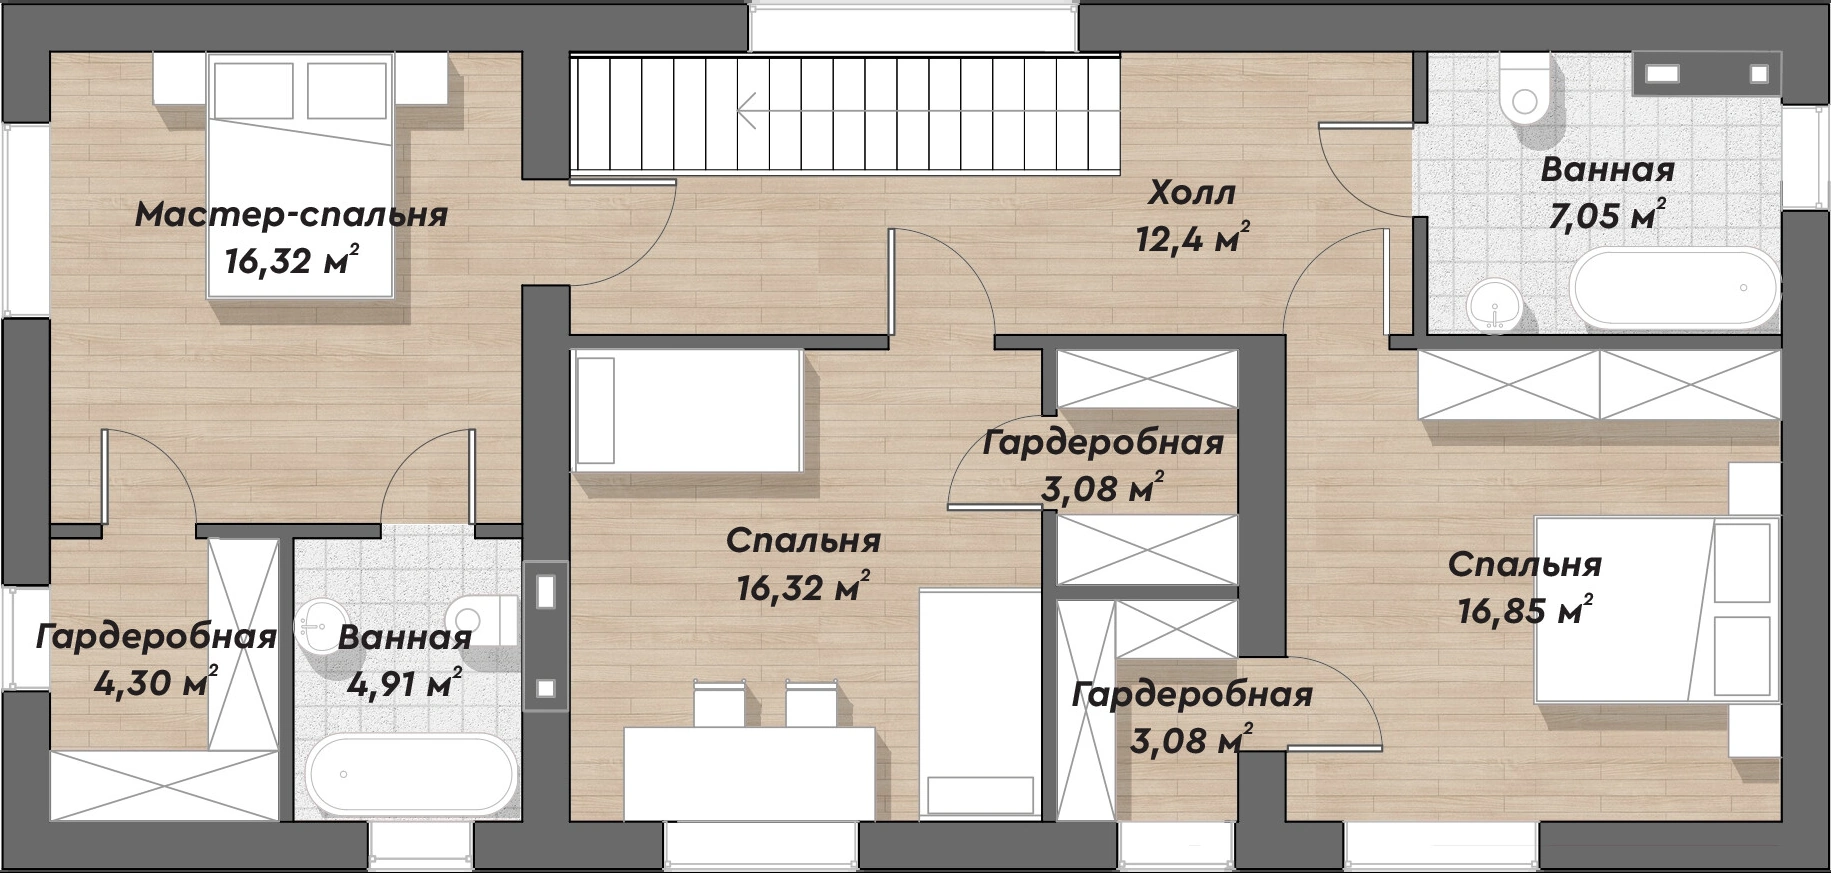 Мастер-спальня
16,32 м²
Холл
12,4 м²
Ванная
7,05 м²
Гардеробная
3,08 м²
Спальня
16,32 м²
Спальня
16,85 м²
Гардеробная
4,30 м²
Ванная
4,91 м²
Гардеробная
3,08 м²